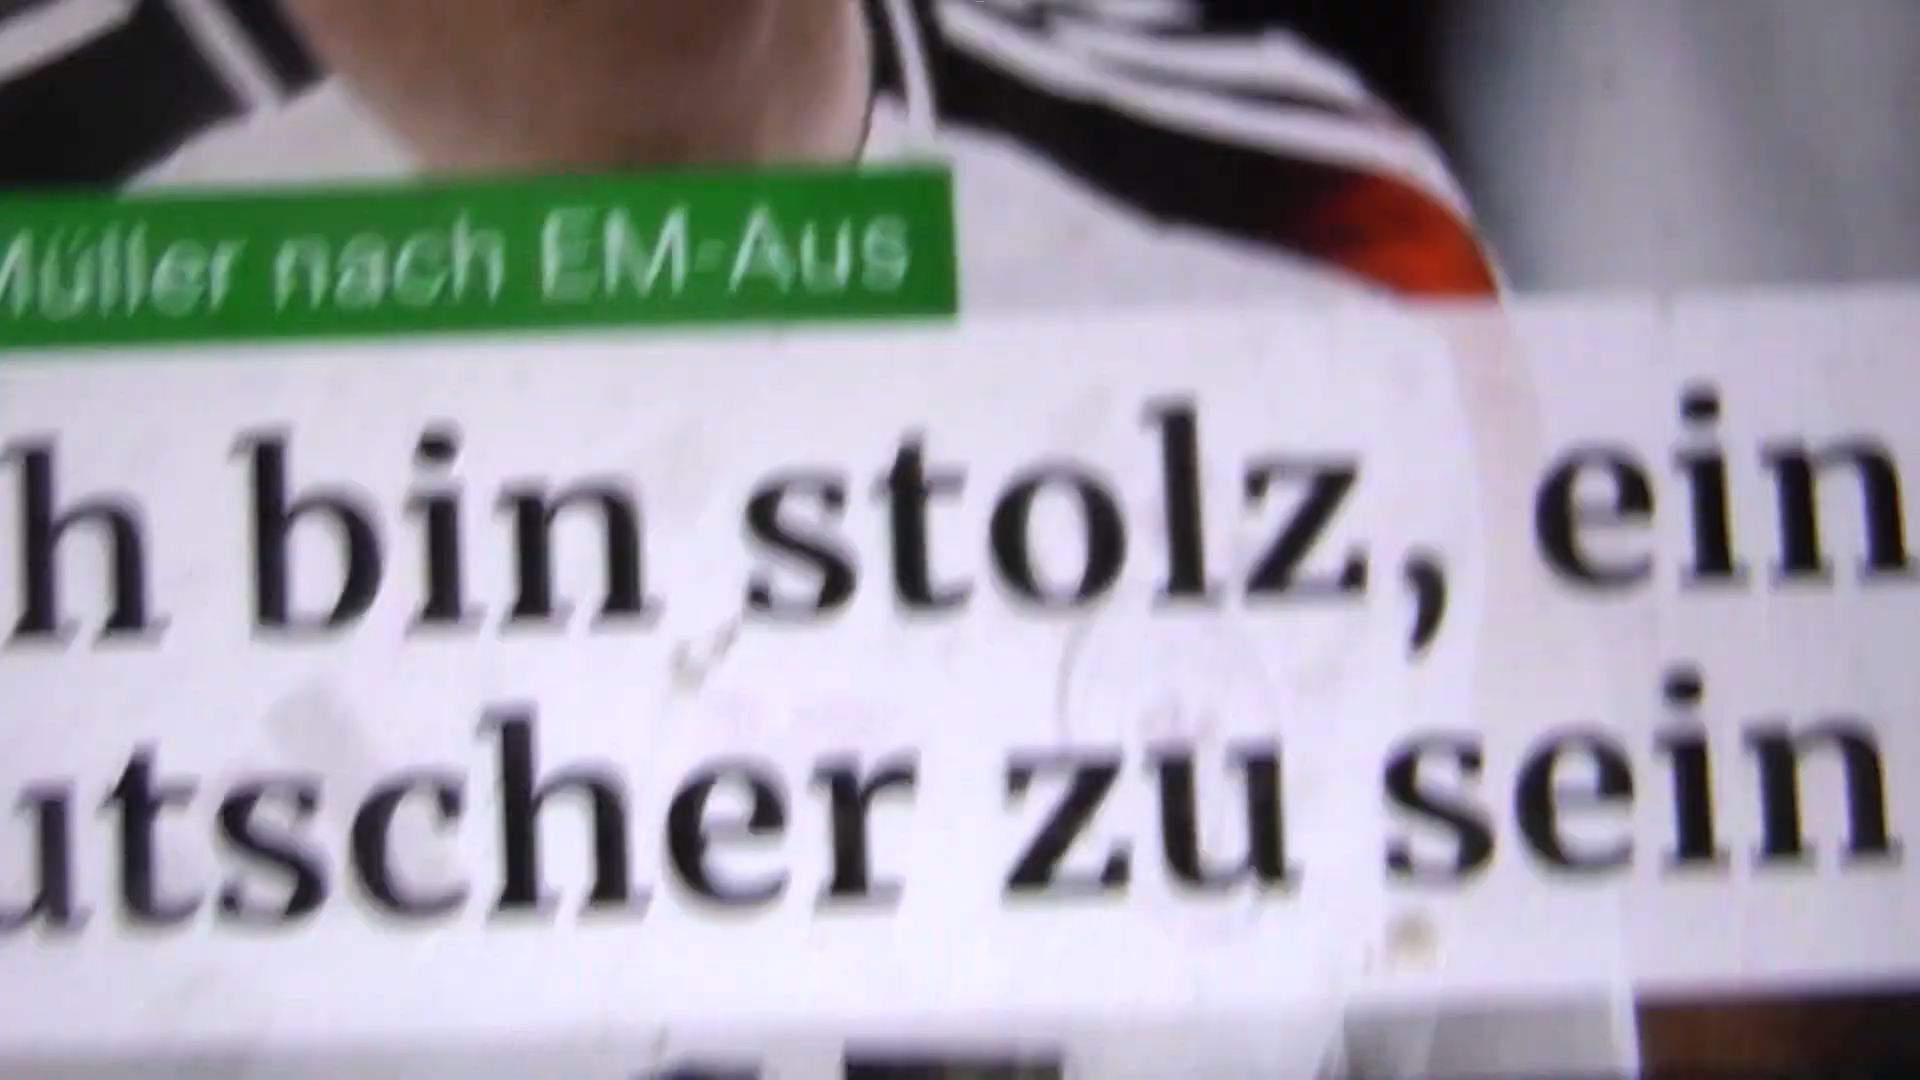 Müller nach EM-Aus
h bin stolz, ein
utscher zu sein